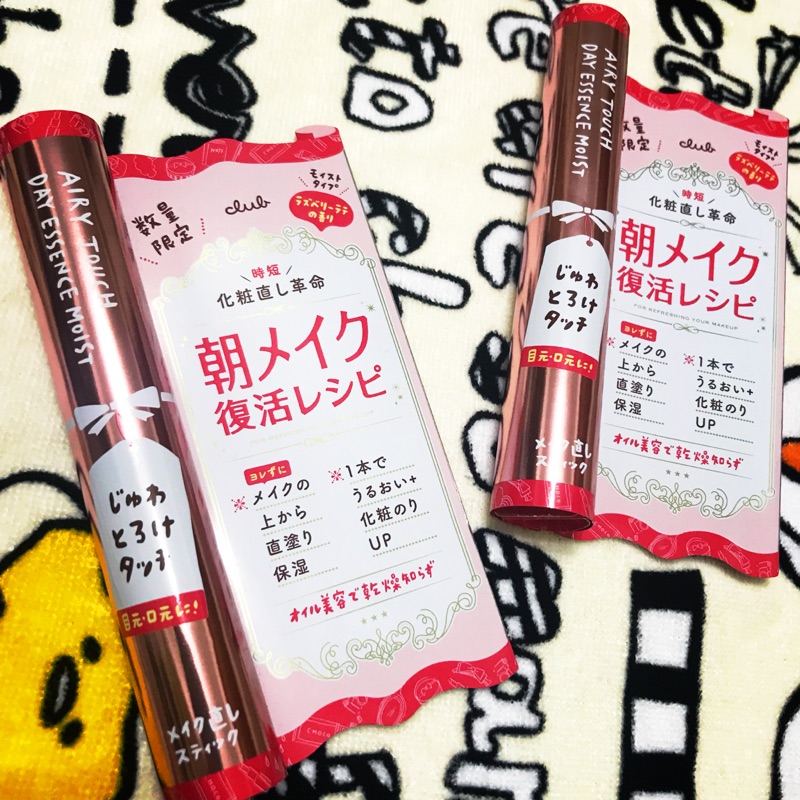 AIRY TOUCH
DAY ESSENCE MOIST
じゅわ
とろけ
タッチ
目元・口元に!
メイク直し
スティック
数量
限定
club
モイスト
タイプ
ラズベリーラテ
の香り
時短
化粧直し革命
朝メイク
復活レシピ
ヨレずに
※メイクの
上から
直塗り
保湿
※1本で
うるおい+
化粧のり
UP
オイル美容で乾燥知らず
AIRY TOUCH
DAY ESSENCE MOIST
じゅわ
とろけ
タッチ
目元・口元に!
メイク直し
スティック
数量
限定
club
モイスト
タイプ
ラズベリーラテ
の香り
時短
化粧直し革命
朝メイク
復活レシピ
FOR REFRESHING YOUR MAKEUP
ヨレずに
※メイクの
上から
直塗り
保湿
※1本で
うるおい+
化粧のり
UP
オイル美容で乾燥知らず